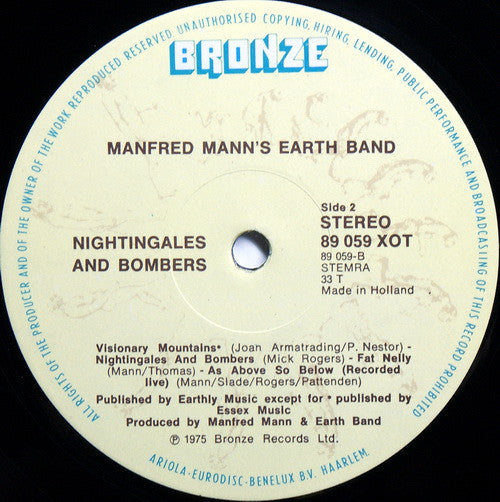 ALL RIGHTS OF THE PRODUCER AND OF THE OWNER OF THE WORK REPRODUCED RESERVED UNAUTHORISED COPYING, HIRING, LENDING, PUBLIC PERFORMANCE AND BROADCASTING OF THIS RECORD PROHIBITED
BRONZE
MANFRED MANN'S EARTH BAND
NIGHTINGALES
AND BOMBERS
Side 2
STEREO
89 059 XOT
89 059-B
STEMRA
33 T
Made in Holland
Visionary Mountains* (Joan Armatrading/P. Nestor) -
Nightingales And Bombers (Mick Rogers) - Fat Nelly
(Mann/Thomas) - As Above So Below (Recorded
live) (Mann/Slade/Rogers/Pattenden)
Published by Earthly Music except for * published by
Essex Music
Produced by Manfred Mann & Earth Band
℗ 1975 Bronze Records Ltd.
ARIOLA-EURODISC-BENELUX B.V. HAARLEM